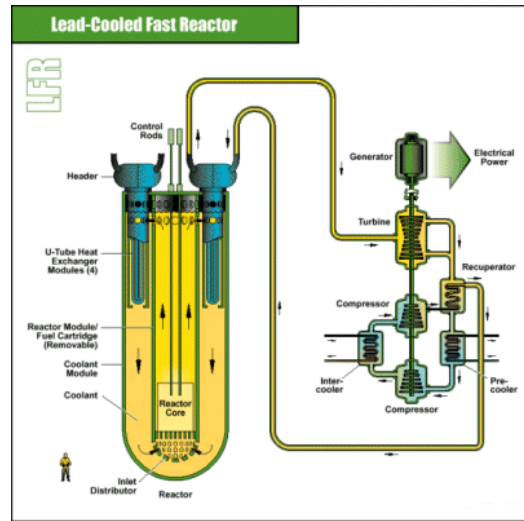 Lead-Cooled Fast Reactor
LFR
Control
Rods
Header
U-Tube Heat
Exchanger
Modules (4)
Reactor Module/
Fuel Cartridge
(Removable)
Coolant
Module
Coolant
Reactor
Core
Inlet
Distributor
Reactor
Generator
Electrical
Power
Turbine
Recuperator
Compressor
Inter-
cooler
Pre-
cooler
Compressor